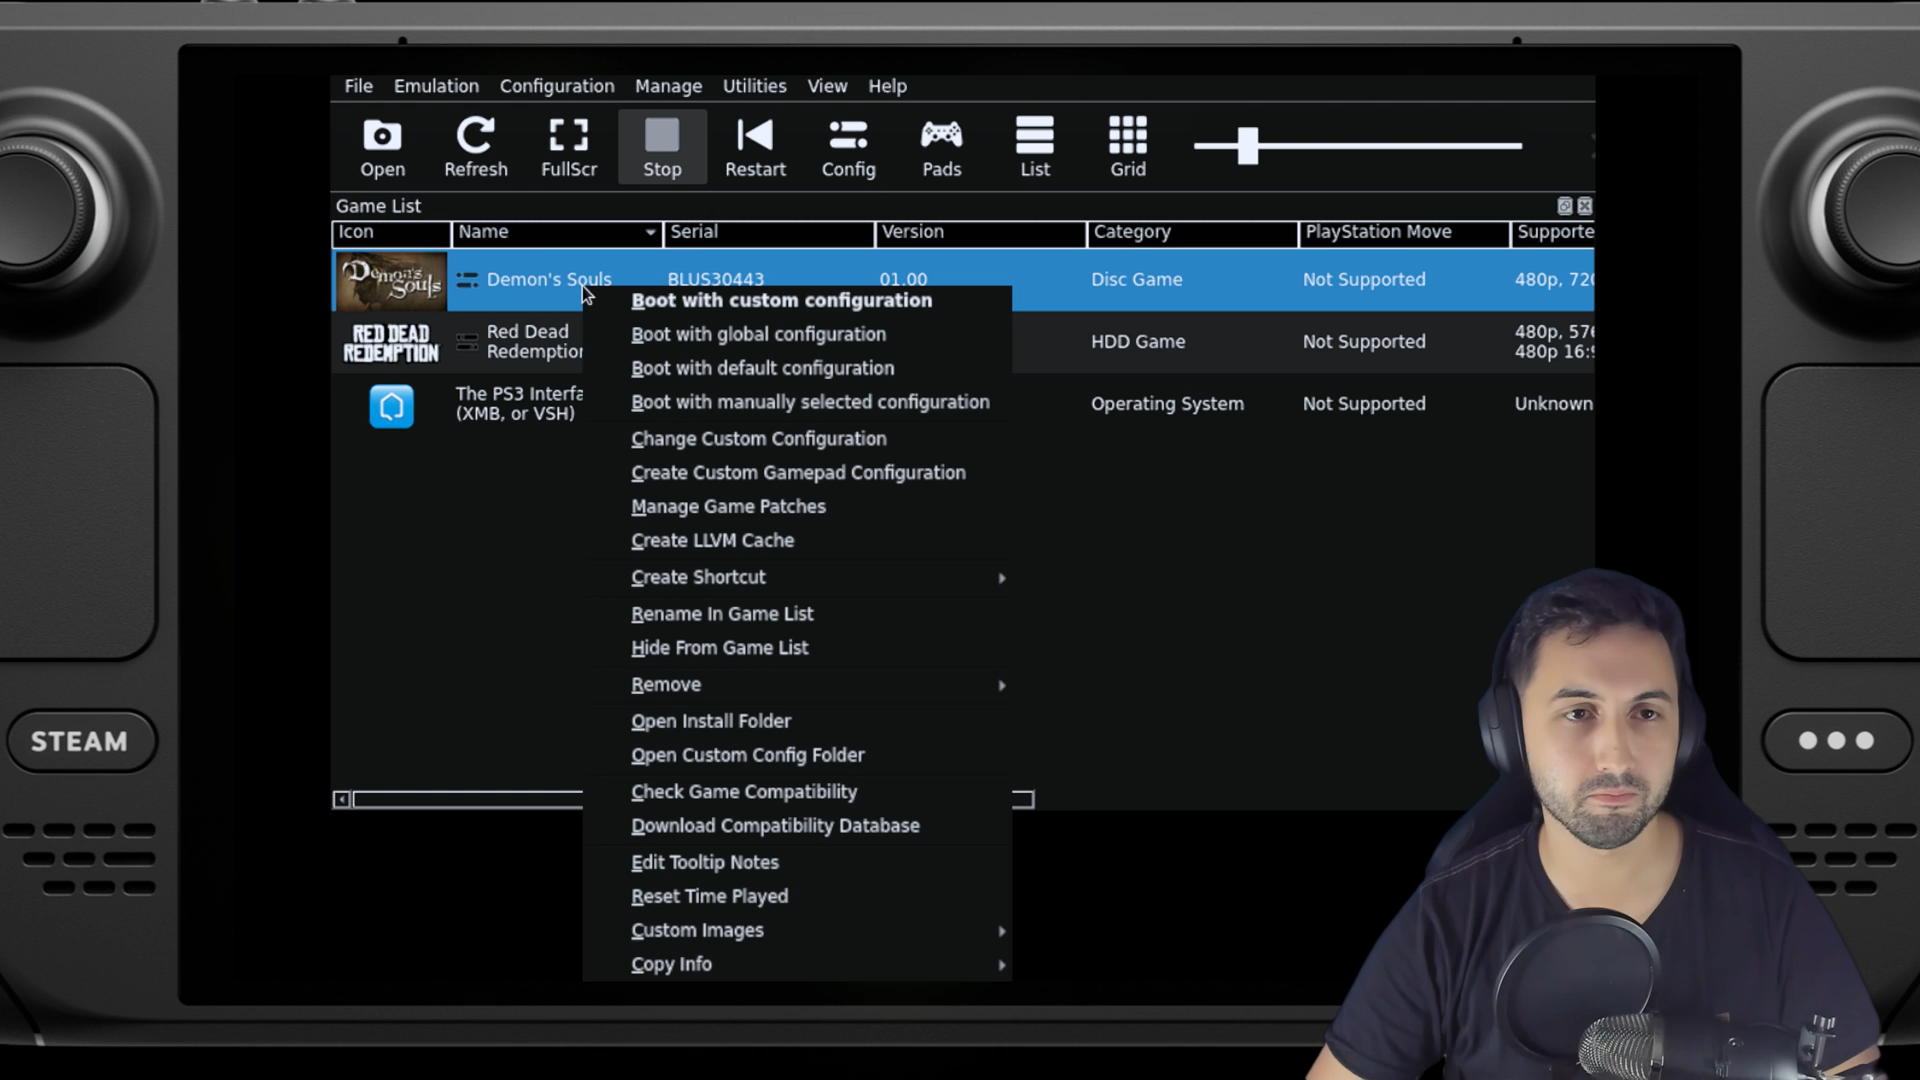 File Emulation Configuration Manage Utilities View Help
Open Refresh FullScr Stop Restart Config Pads List Grid
Game List
Icon Name Serial Version Category PlayStation Move Supporte
Demon's Souls Demon's Souls BLUS30443 01.00 Disc Game Not Supported 480p, 720
RED DEAD REDEMPTION Red Dead HDD Game Not Supported 480p, 576
Redemption 480p 16:9
The PS3 Interfa Operating System Not Supported Unknown
(XMB, or VSH)
Boot with custom configuration
Boot with global configuration
Boot with default configuration
Boot with manually selected configuration
Change Custom Configuration
Create Custom Gamepad Configuration
Manage Game Patches
Create LLVM Cache
Create Shortcut
Rename In Game List
Hide From Game List
Remove
Open Install Folder
Open Custom Config Folder
Check Game Compatibility
Download Compatibility Database
Edit Tooltip Notes
Reset Time Played
Custom Images
Copy Info
STEAM